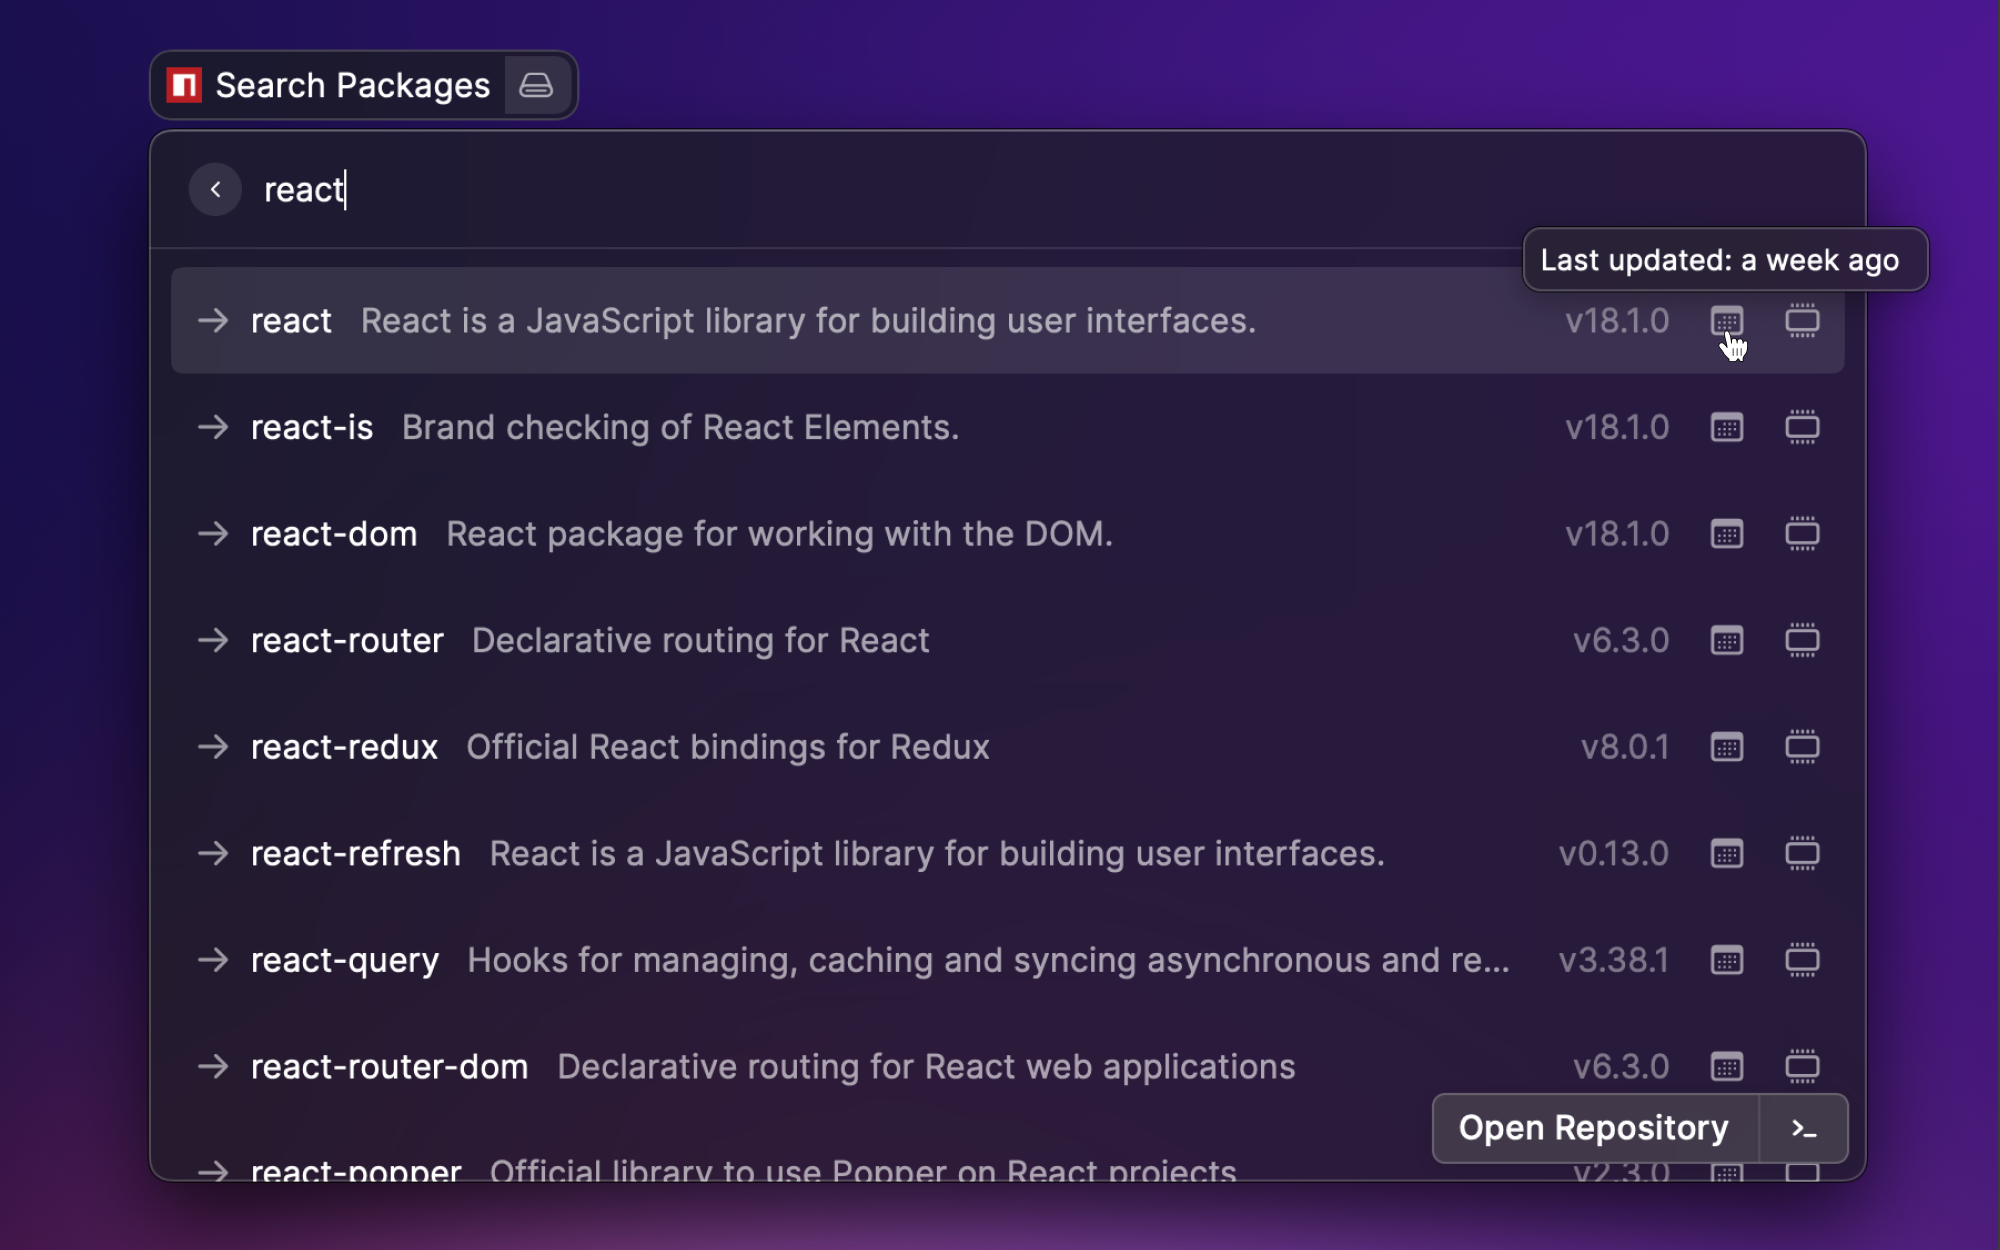 Search Packages
react
Last updated: a week ago
react React is a JavaScript library for building user interfaces. v18.1.0
react-is Brand checking of React Elements. v18.1.0
react-dom React package for working with the DOM. v18.1.0
react-router Declarative routing for React v6.3.0
react-redux Official React bindings for Redux v8.0.1
react-refresh React is a JavaScript library for building user interfaces. v0.13.0
react-query Hooks for managing, caching and syncing asynchronous and re... v3.38.1
react-router-dom Declarative routing for React web applications v6.3.0
Open Repository
react-popper Official library to use Popper on React projects v2.3.0